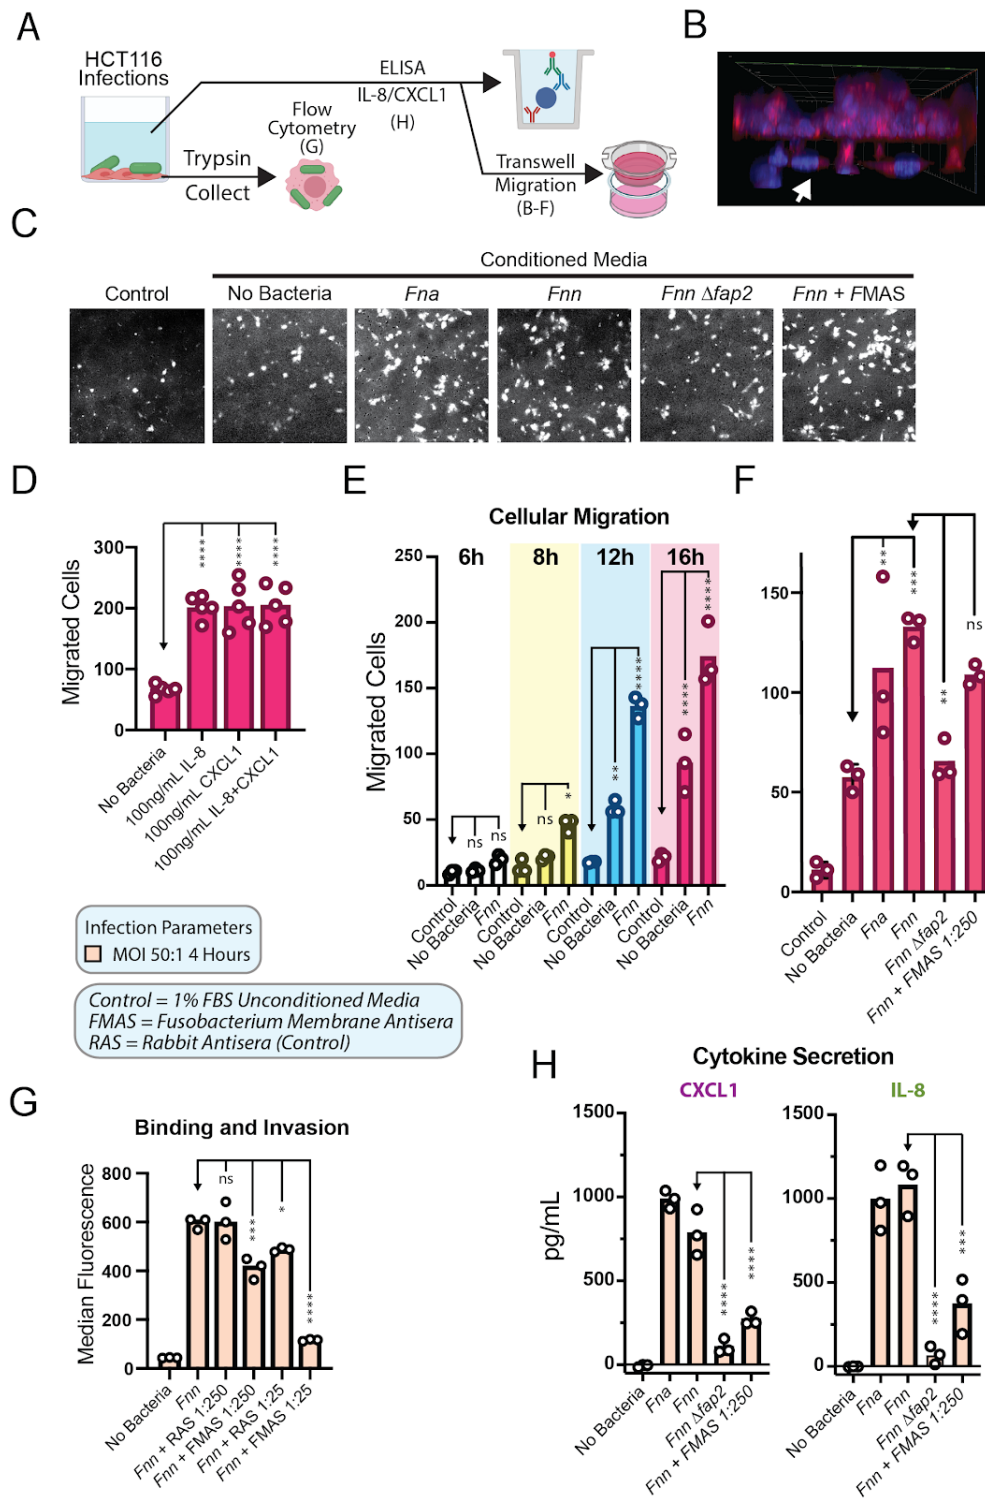 A
HCT116
Infections
Trypsin
Collect
Flow
Cytometry
(G)
ELISA
IL-8/CXCL1
(H)
Transwell
Migration
(B-F)
B
C
Conditioned Media
Control
No Bacteria
Fna
Fnn
Fnn Δfap2
Fnn + FMAS
D
Migrated Cells
300
200
100
0
****
****
****
No Bacteria
100ng/mL IL-8
100ng/mL CXCL1
100ng/mL IL-8+CXCL1
E
Cellular Migration
Migrated Cells
250
200
150
100
50
0
6h
8h
12h
16h
ns
ns
ns
*
**
****
****
****
Control
No Bacteria
Fnn
Control
No Bacteria
Fnn
Control
No Bacteria
Fnn
Control
No Bacteria
Fnn
F
150
100
50
0
**
***
**
ns
Control
No Bacteria
Fna
Fnn
Fnn Δfap2
Fnn + FMAS 1:250
Infection Parameters
MOI 50:1 4 Hours
Control = 1% FBS Unconditioned Media
FMAS = Fusobacterium Membrane Antisera
RAS = Rabbit Antisera (Control)
G
Binding and Invasion
Median Fluorescence
800
600
400
200
0
ns
***
*
****
No Bacteria
Fnn
Fnn + RAS 1:250
Fnn + FMAS 1:250
Fnn + RAS 1:25
Fnn + FMAS 1:25
H
Cytokine Secretion
CXCL1
pg/mL
1500
1000
500
0
****
****
No Bacteria
Fna
Fnn
Fnn Δfap2
Fnn + FMAS 1:250
IL-8
1500
1000
500
0
****
***
No Bacteria
Fna
Fnn
Fnn Δfap2
Fnn + FMAS 1:250